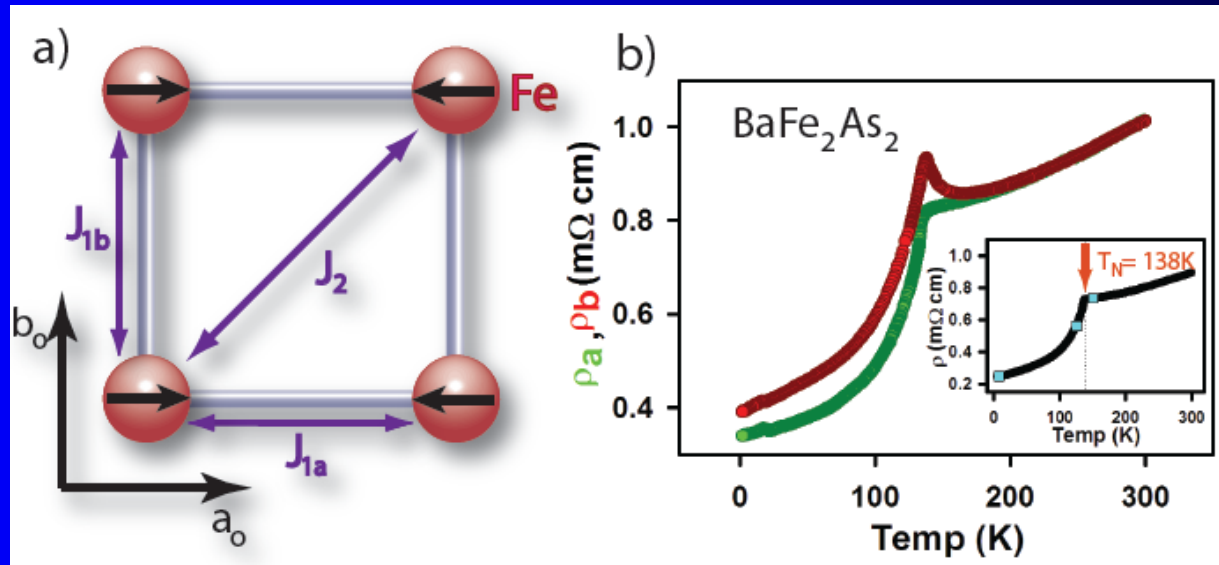 a)
Fe
J1b
J2
J1a
bo
ao
b)
BaFe2As2
ρa,ρb(mΩ cm)
1.0
0.8
0.6
0.4
0
100
200
300
Temp (K)
TN= 138K
ρ (mΩ cm)
1.0
0.8
0.6
0.4
0.2
0
100
200
300
Temp (K)